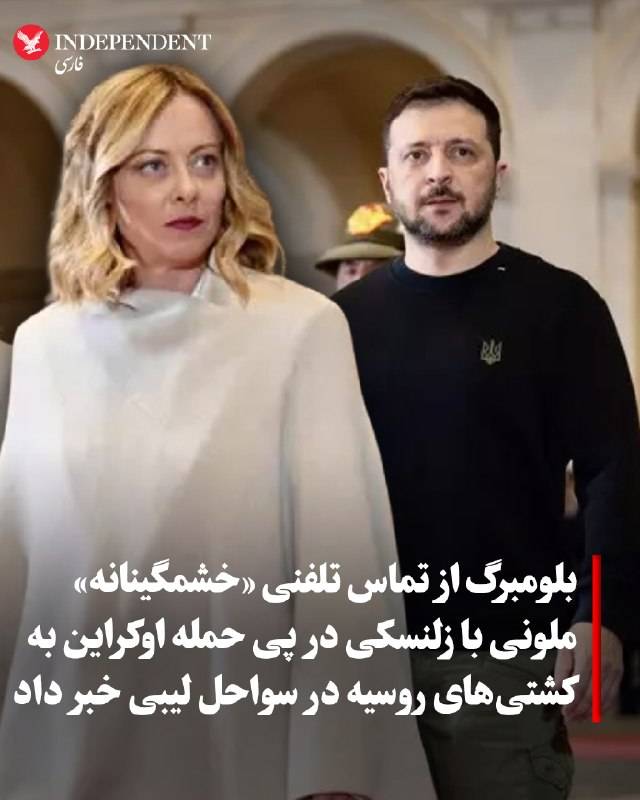 INDEPENDENT
فارسی
بلومبرگ از تماس تلفنی «خشمگینانه»
ملونی با زلنسکی در پی حمله اوکراین به
کشتی‌های روسیه در سواحل لیبی خبر داد